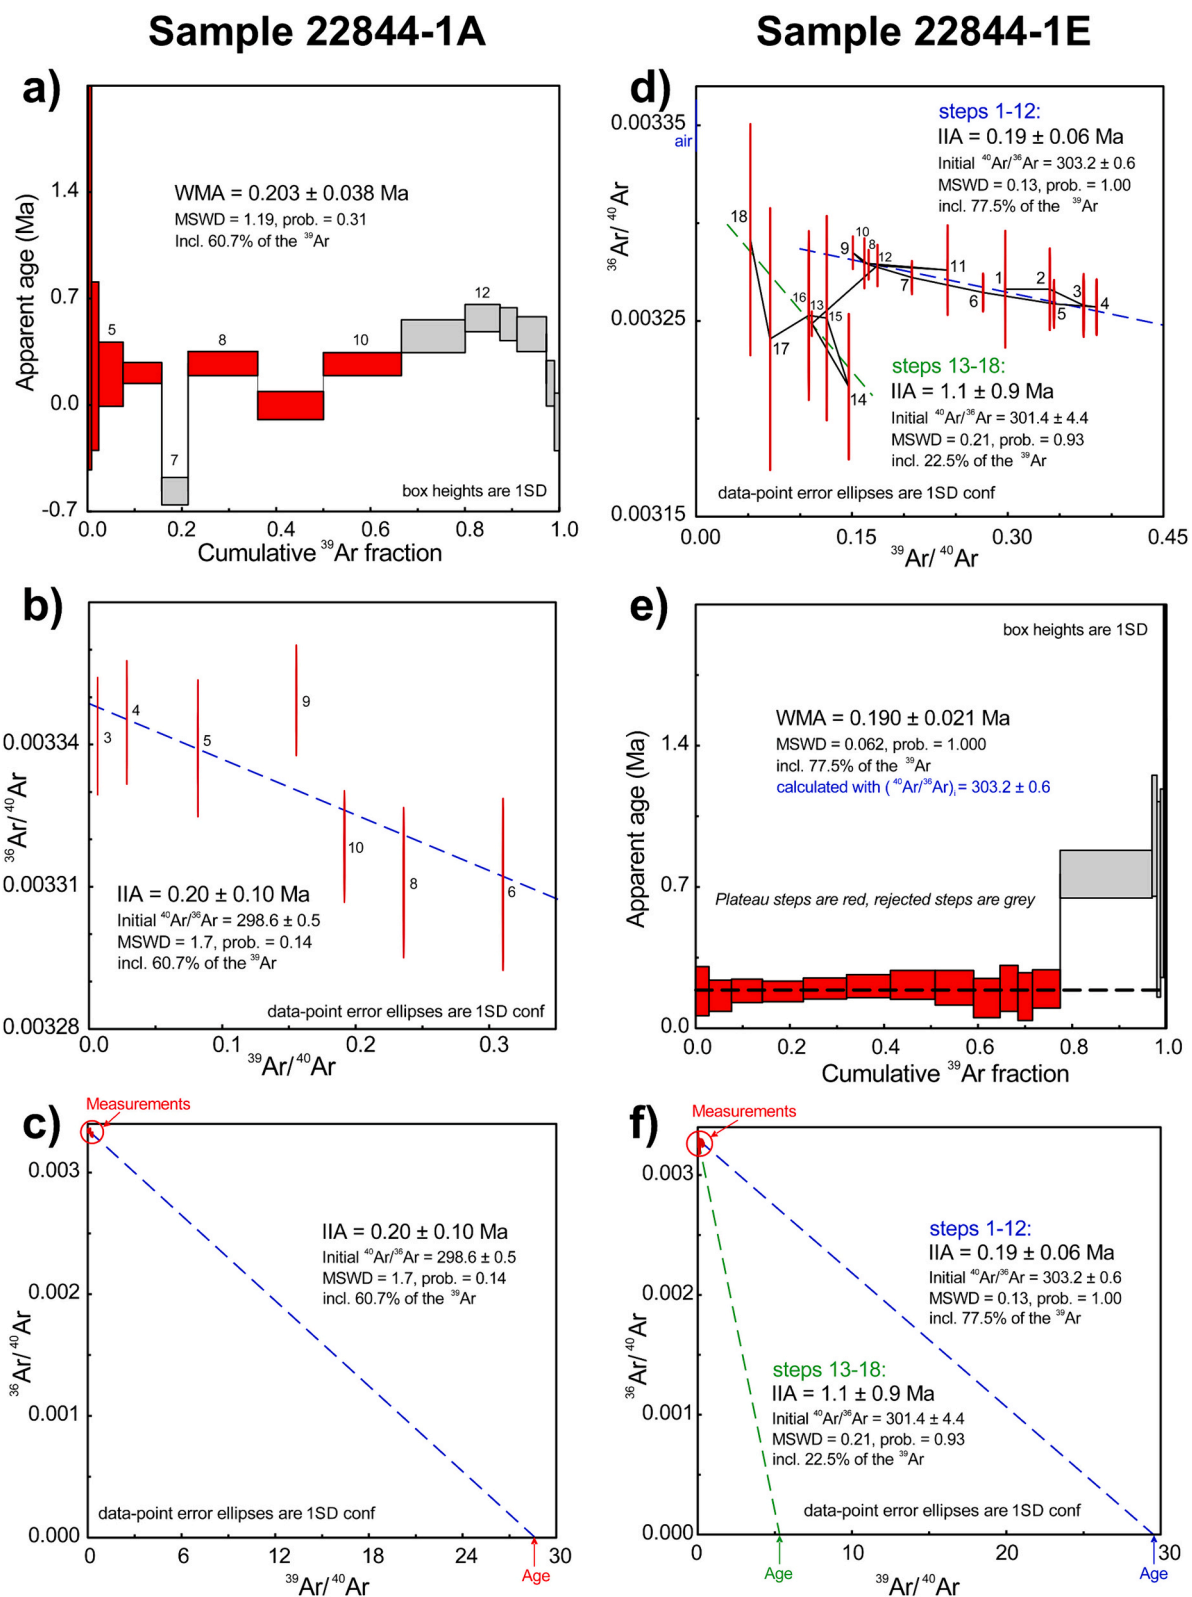 Sample 22844-1A
Sample 22844-1E
a)
Apparent age (Ma)
1.4
0.7
0.0
-0.7
WMA = 0.203 ± 0.038 Ma
MSWD = 1.19, prob. = 0.31
Incl. 60.7% of the ³⁹Ar
5
7
8
10
12
box heights are 1SD
0.0
0.2
0.4
0.6
0.8
1.0
Cumulative ³⁹Ar fraction
d)
³⁶Ar/⁴⁰Ar
0.00335
air
0.00325
0.00315
steps 1-12:
IIA = 0.19 ± 0.06 Ma
Initial ⁴⁰Ar/³⁶Ar = 303.2 ± 0.6
MSWD = 0.13, prob. = 1.00
incl. 77.5% of the ³⁹Ar
18
9
10
8
12
7
11
6
1
2
3
4
5
16
13
15
17
14
steps 13-18:
IIA = 1.1 ± 0.9 Ma
Initial ⁴⁰Ar/³⁶Ar = 301.4 ± 4.4
MSWD = 0.21, prob. = 0.93
incl. 22.5% of the ³⁹Ar
data-point error ellipses are 1SD conf
0.00
0.15
0.30
0.45
³⁹Ar/⁴⁰Ar
b)
³⁶Ar/⁴⁰Ar
0.00334
0.00331
0.00328
3
4
5
9
10
8
6
IIA = 0.20 ± 0.10 Ma
Initial ⁴⁰Ar/³⁶Ar = 298.6 ± 0.5
MSWD = 1.7, prob. = 0.14
incl. 60.7% of the ³⁹Ar
data-point error ellipses are 1SD conf
0.0
0.1
0.2
0.3
³⁹Ar/⁴⁰Ar
e)
Apparent age (Ma)
1.4
0.7
0.0
box heights are 1SD
WMA = 0.190 ± 0.021 Ma
MSWD = 0.062, prob. = 1.000
incl. 77.5% of the ³⁹Ar
calculated with (⁴⁰Ar/³⁶Ar)ᵢ = 303.2 ± 0.6
Plateau steps are red, rejected steps are grey
0.0
0.2
0.4
0.6
0.8
1.0
Cumulative ³⁹Ar fraction
c)
Measurements
³⁶Ar/⁴⁰Ar
0.003
0.002
0.001
0.000
IIA = 0.20 ± 0.10 Ma
Initial ⁴⁰Ar/³⁶Ar = 298.6 ± 0.5
MSWD = 1.7, prob. = 0.14
incl. 60.7% of the ³⁹Ar
data-point error ellipses are 1SD conf
0
6
12
18
24
30
Age
³⁹Ar/⁴⁰Ar
f)
Measurements
³⁶Ar/⁴⁰Ar
0.003
0.002
0.001
0.000
steps 1-12:
IIA = 0.19 ± 0.06 Ma
Initial ⁴⁰Ar/³⁶Ar = 303.2 ± 0.6
MSWD = 0.13, prob. = 1.00
incl. 77.5% of the ³⁹Ar
steps 13-18:
IIA = 1.1 ± 0.9 Ma
Initial ⁴⁰Ar/³⁶Ar = 301.4 ± 4.4
MSWD = 0.21, prob. = 0.93
incl. 22.5% of the ³⁹Ar
data-point error ellipses are 1SD conf
0
10
20
30
Age
Age
³⁹Ar/⁴⁰Ar